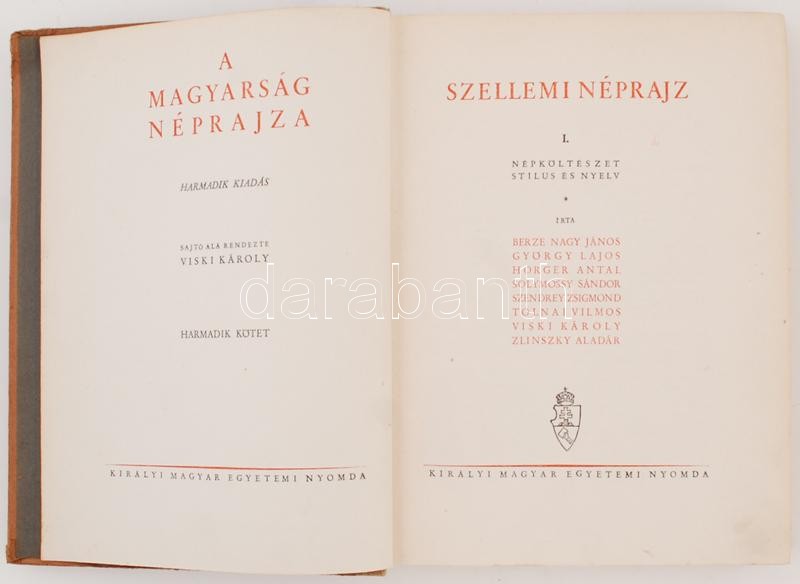 A
MAGYARSÁG
NÉPRAJZA
HARMADIK KIADÁS
SAJTÓ ALÁ RENDEZTE
VISKI KÁROLY
HARMADIK KÖTET
KIRÁLYI MAGYAR EGYETEMI NYOMDA
SZELLEMI NÉPRAJZ
I.
NÉPKÖLTÉSZET
STÍLUS ÉS NYELV
*
ÍRTA
BERZE NAGY JÁNOS
GYÖRGY LAJOS
HORGER ANTAL
SOLYMOSSY SÁNDOR
SZENDREY ZSIGMOND
TOLNAI VILMOS
VISKI KÁROLY
ZLINSZKY ALADÁR
KIRÁLYI MAGYAR EGYETEMI NYOMDA
darabanth